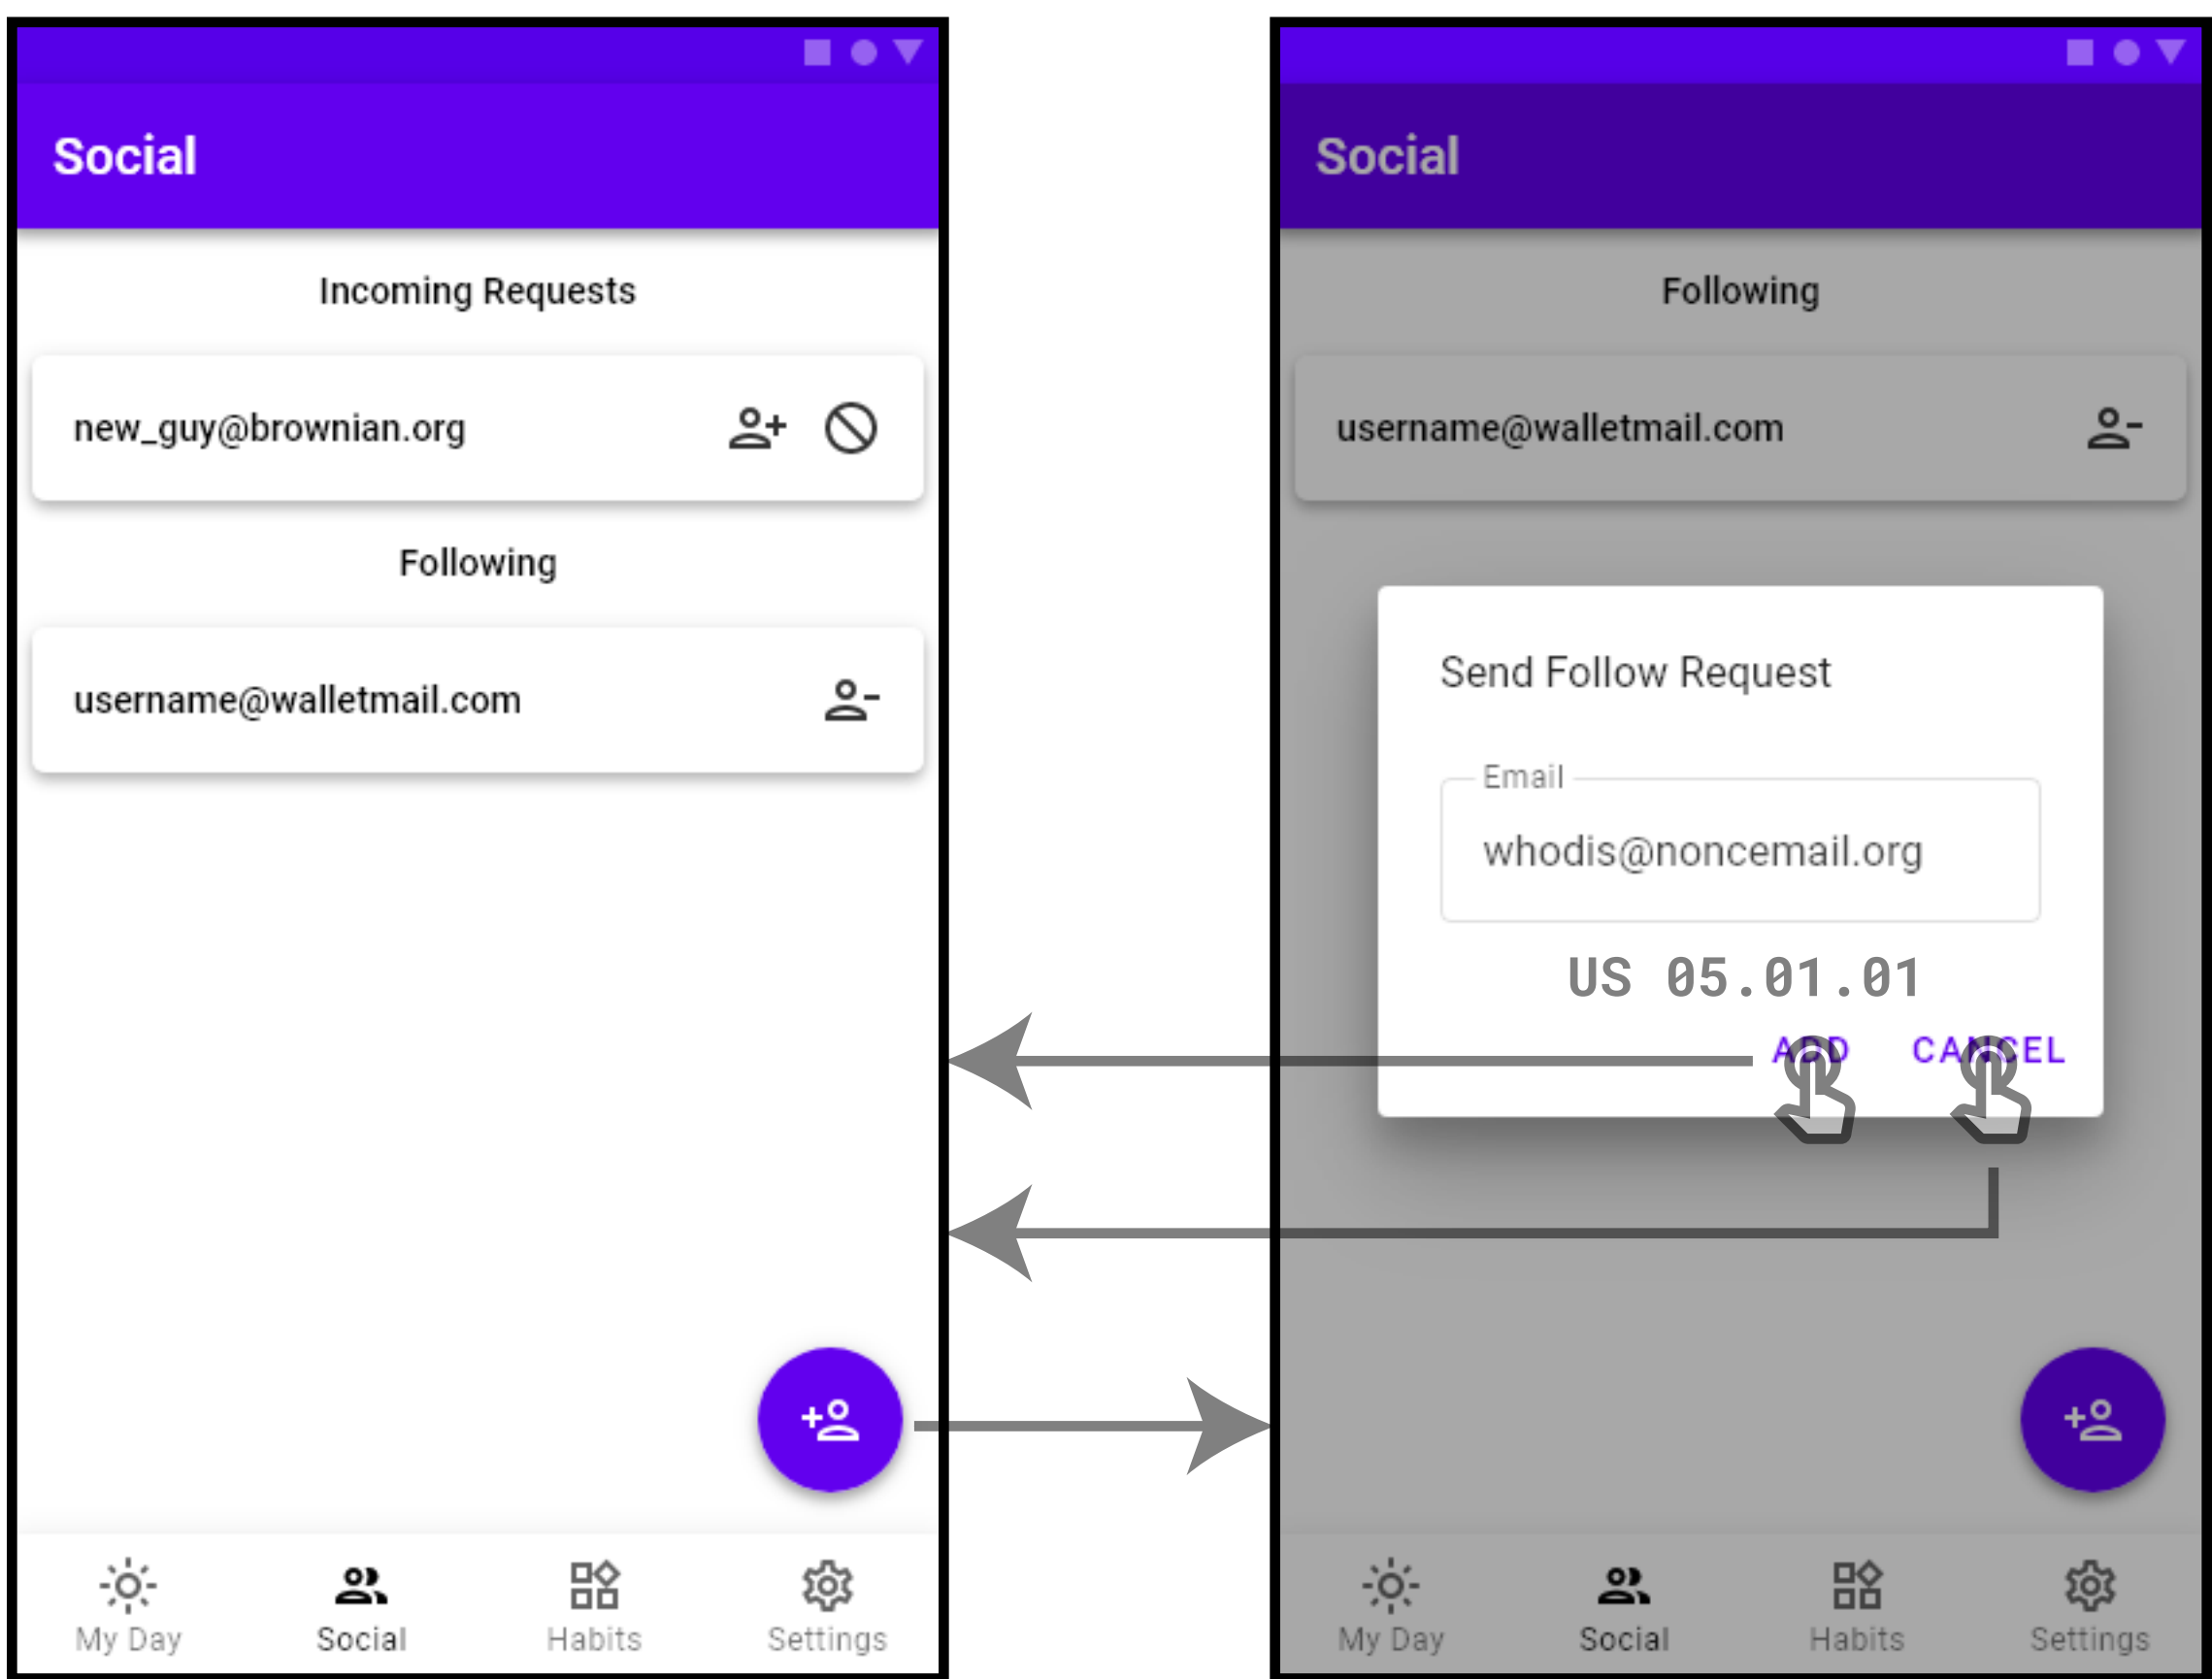 Social
Incoming Requests
new_guy@brownian.org
Following
username@walletmail.com
My Day
Social
Habits
Settings
Social
Following
username@walletmail.com
Send Follow Request
Email
whodis@noncemail.org
US 05.01.01
ADD CANCEL
My Day
Social
Habits
Settings